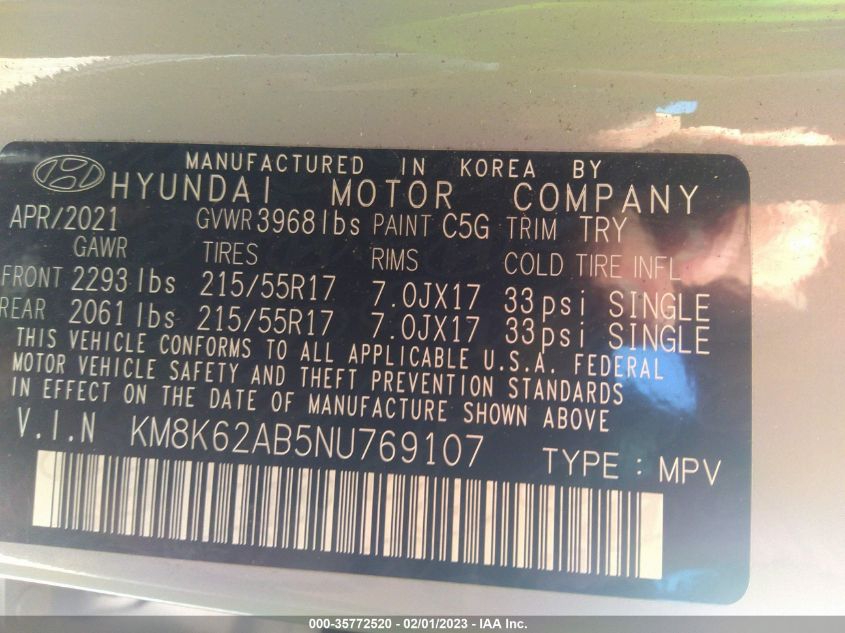 MANUFACTURED IN KOREA BY
HYUNDAI MOTOR COMPANY
APR/2021 GVWR 3968lbs PAINT C5G TRIM TRY
GAWR TIRES RIMS COLD TIRE INFL
FRONT 2293lbs 215/55R17 7.0JX17 33psi SINGLE
REAR 2061lbs 215/55R17 7.0JX17 33psi SINGLE
THIS VEHICLE CONFORMS TO ALL APPLICABLE U.S.A. FEDERAL
MOTOR VEHICLE SAFETY AND THEFT PREVENTION STANDARDS
IN EFFECT ON THE DATE OF MANUFACTURE SHOWN ABOVE
V.I.N KM8K62AB5NU769107 TYPE : MPV
000-35772520 - 02/01/2023 - IAA Inc.